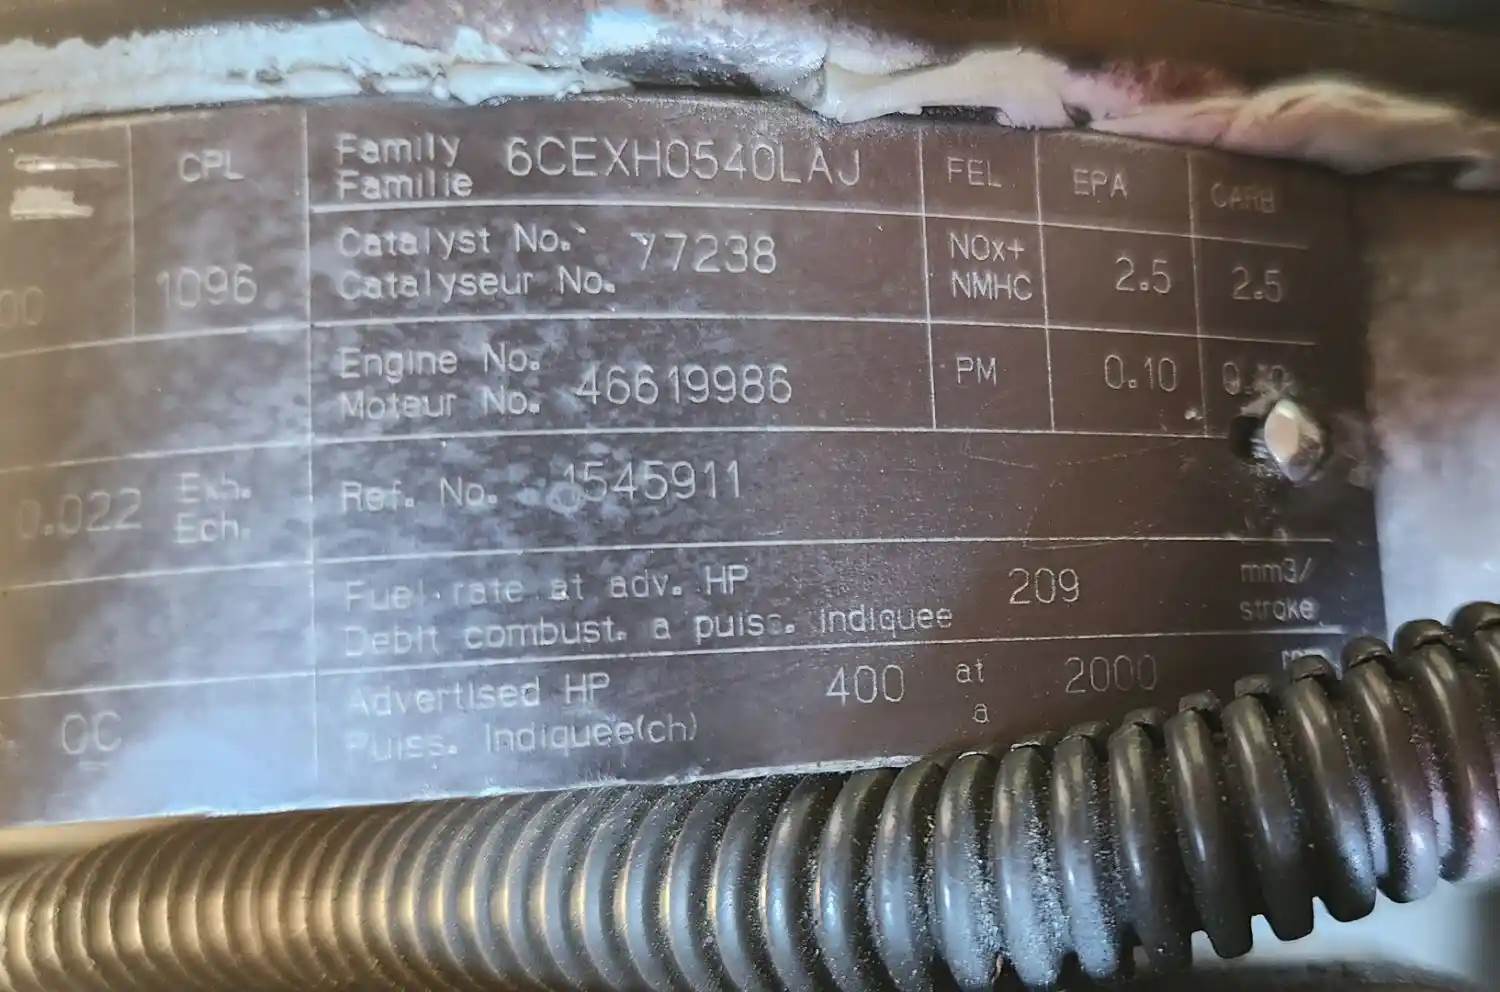 CPL
Family 6CEXH0540LAJ FEL EPA CARB
Familie
1096
Catalyst No. 77238 NOx+ 2.5 2.5
Catalyseur No. NMHC
Engine No. 46619986 PM 0.10
Moteur No.
0.022 Exh.
Ech.
Ref. No. 1545911
Fuel rate at adv. HP 209 mm3/
Debit combust. a puiss. indiquee stroke
Advertised HP 400 at 2000
Puiss. Indiquee(ch) a